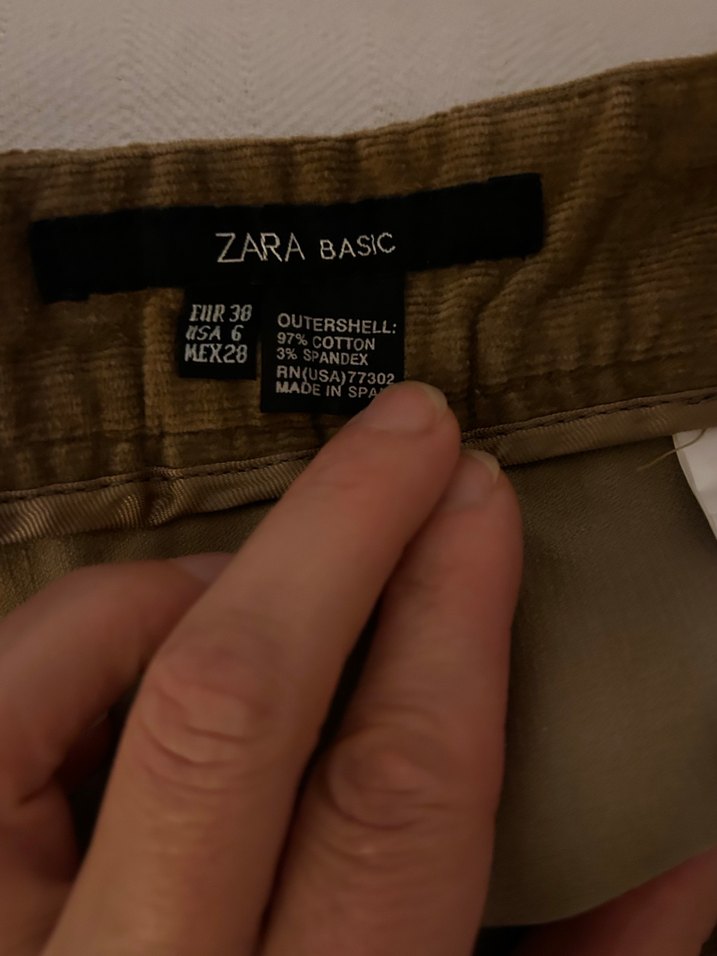 ZARA BASIC
EUR 38
USA 6
MEX28
OUTERSHELL:
97% COTTON
3% SPANDEX
RN(USA)77302
MADE IN